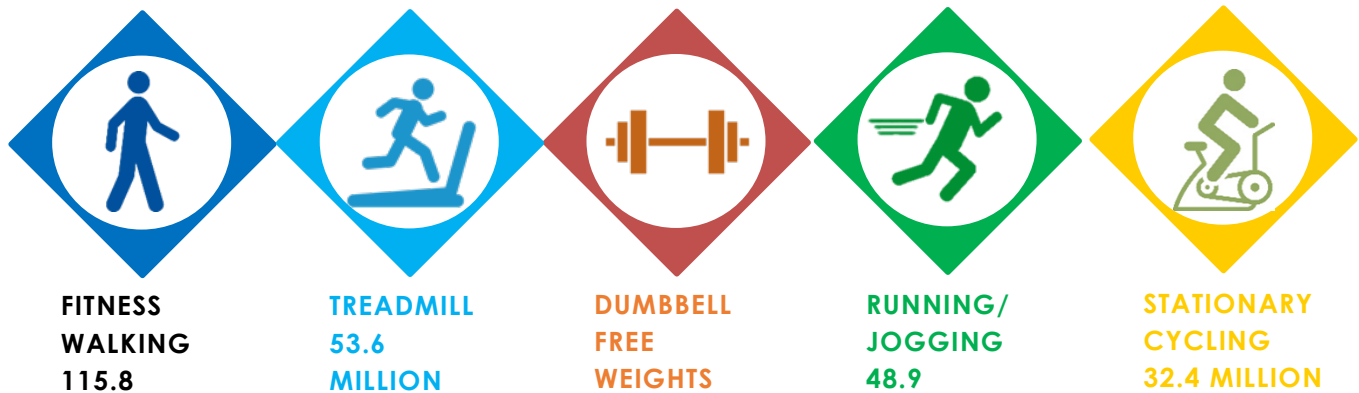 FITNESS
WALKING
115.8
TREADMILL
53.6
MILLION
DUMBBELL
FREE
WEIGHTS
RUNNING/
JOGGING
48.9
STATIONARY
CYCLING
32.4 MILLION